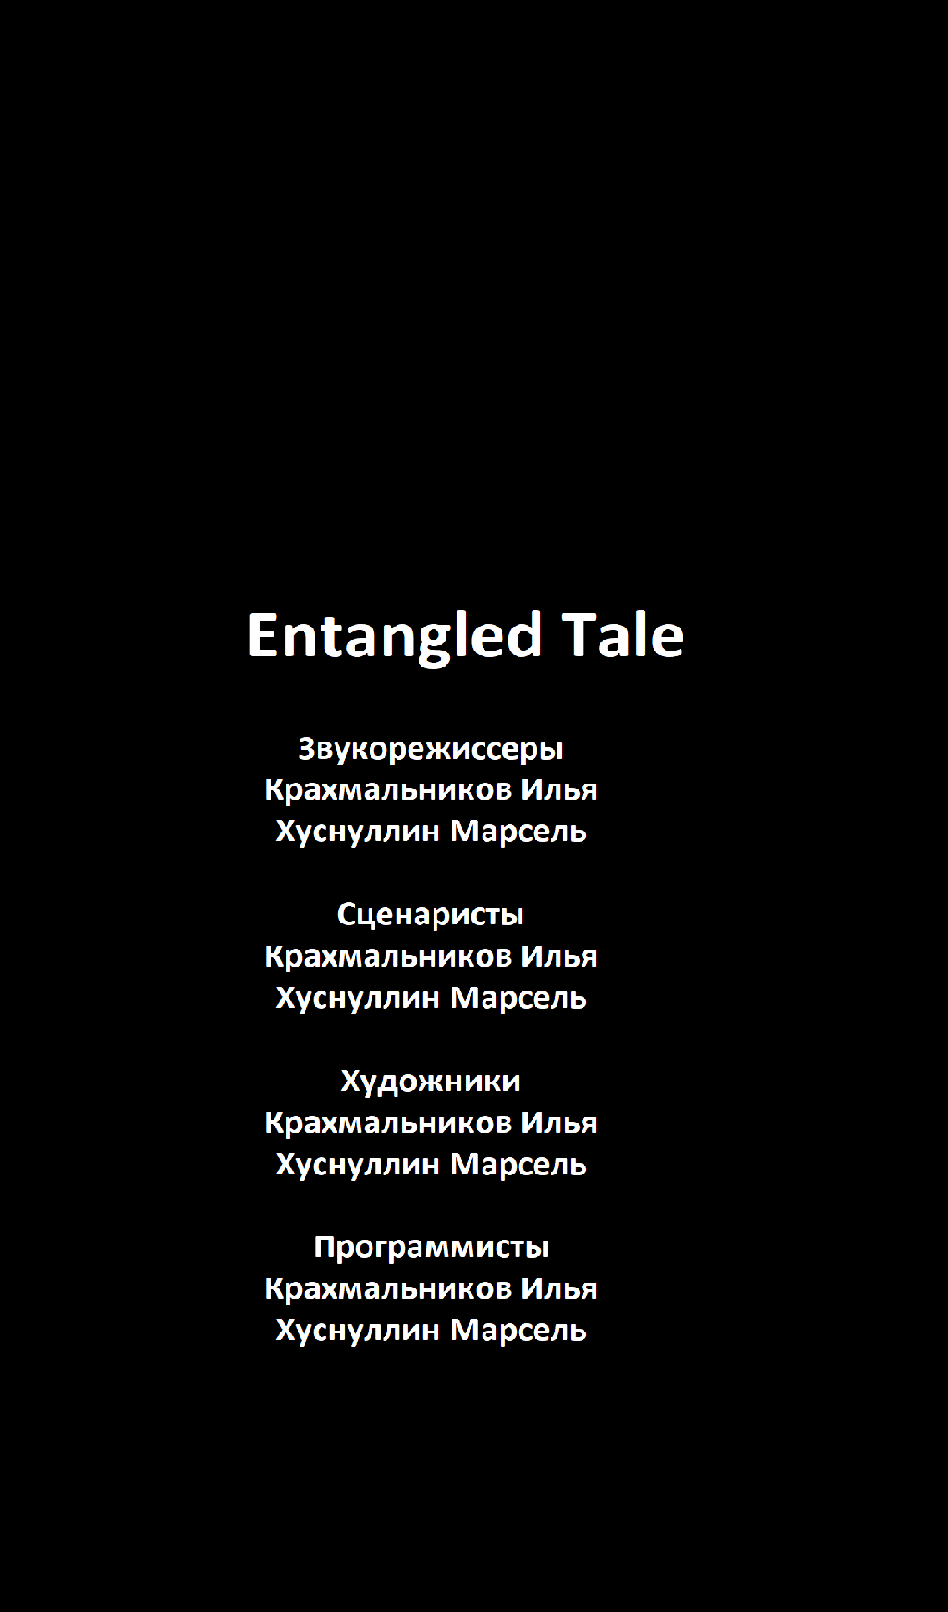 Entangled Tale
Звукорежиссеры
Крахмальников Илья
Хуснуллин Марсель
Сценаристы
Крахмальников Илья
Хуснуллин Марсель
Художники
Крахмальников Илья
Хуснуллин Марсель
Программисты
Крахмальников Илья
Хуснуллин Марсель